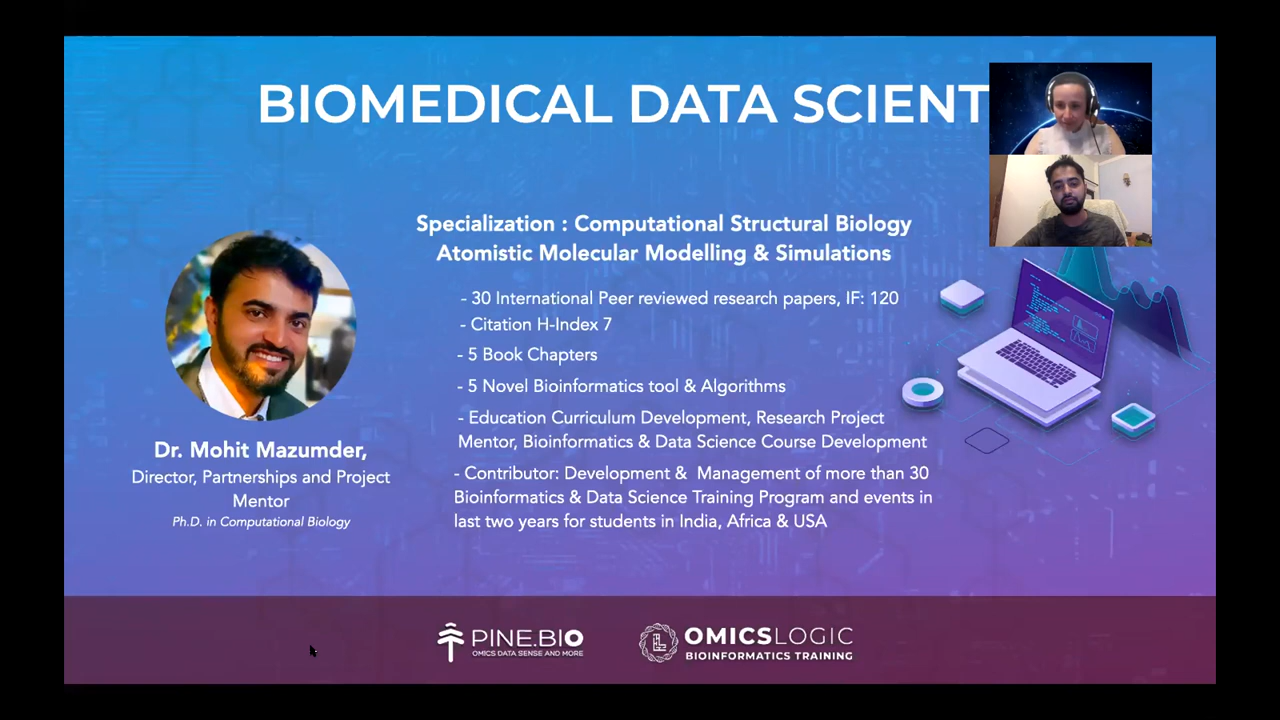 BIOMEDICAL DATA SCIENT
Specialization : Computational Structural Biology
Atomistic Molecular Modelling & Simulations
- 30 International Peer reviewed research papers, IF: 120
- Citation H-Index 7
- 5 Book Chapters
- 5 Novel Bioinformatics tool & Algorithms
- Education Curriculum Development, Research Project
Mentor, Bioinformatics & Data Science Course Development
- Contributor: Development & Management of more than 30
Bioinformatics & Data Science Training Program and events in
last two years for students in India, Africa & USA
Dr. Mohit Mazumder,
Director, Partnerships and Project
Mentor
Ph.D. in Computational Biology
PINE.BIO
OMICS DATA SENSE AND MORE
OMICSLOGIC
BIOINFORMATICS TRAINING